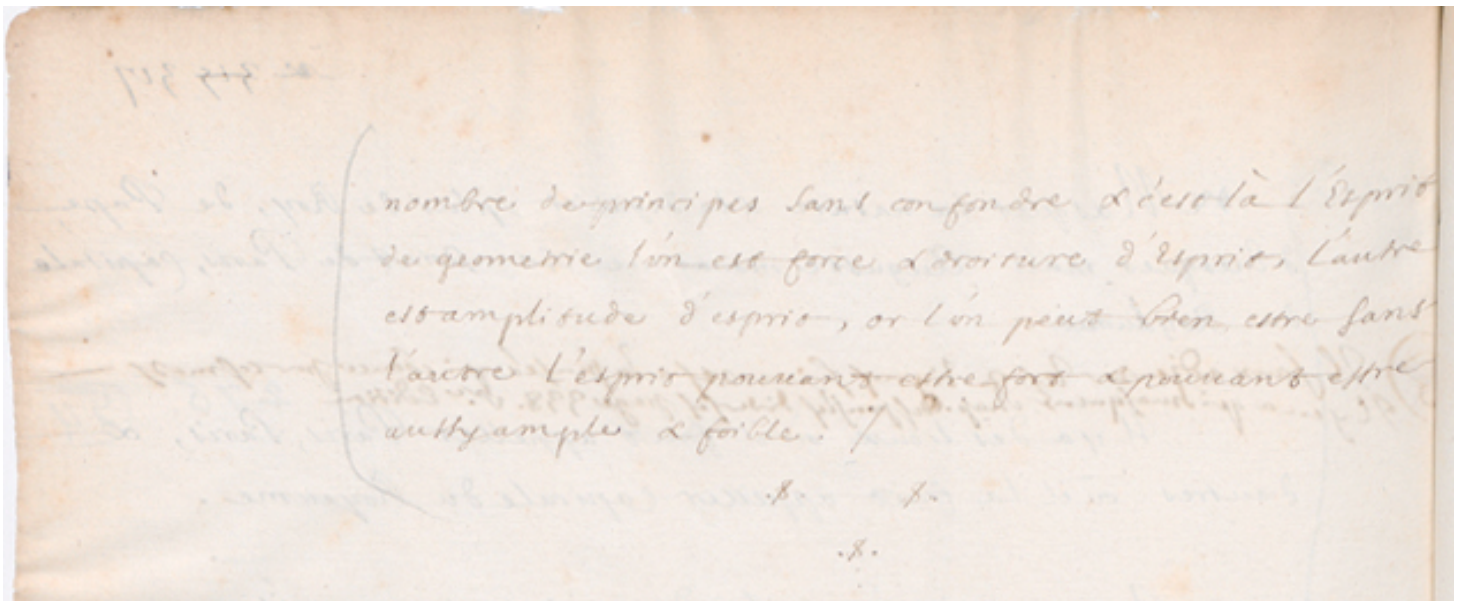 nombre de principes sans confondre & c'est là l'Esprit
de geometrie l'un est force & droiture d'Esprit, l'autre
est amplitude d'esprit, or l'un peut bien estre sans
l'autre l'esprit pouvant estre fort & pouvant estre
aussy ample & foible. /